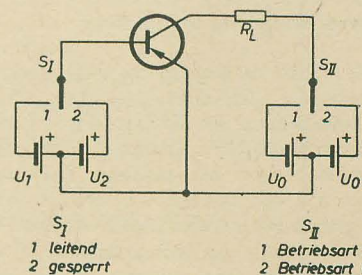 R_L
S_I
S_II
1 2
1 2
+ +
+ +
U_1 U_2
U_0 U_0
S_I
1 leitend
2 gesperrt
S_II
1 Betriebsart
2 Betriebsart